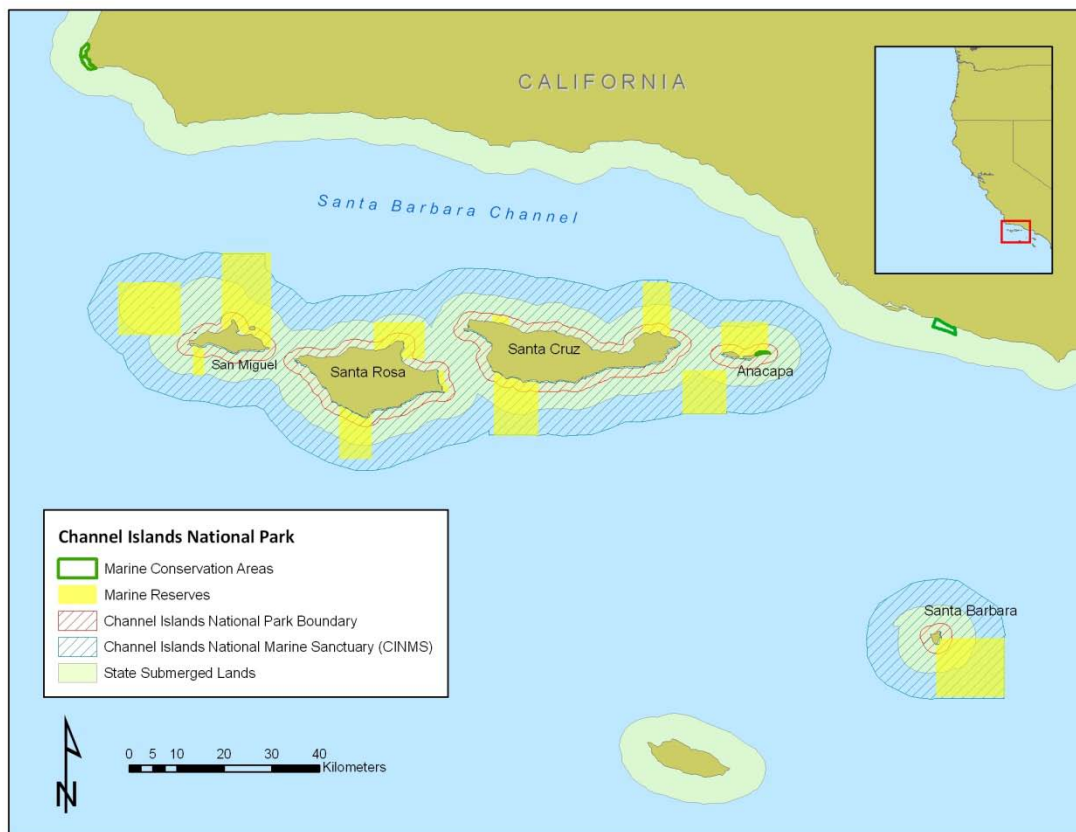 CALIFORNIA
Santa Barbara Channel
San Miguel
Santa Rosa
Santa Cruz
Anacapa
Channel Islands National Park
Marine Conservation Areas
Marine Reserves
Channel Islands National Park Boundary
Channel Islands National Marine Sanctuary (CINMS)
State Submerged Lands
Santa Barbara
N
0 5 10 20 30 40
Kilometers